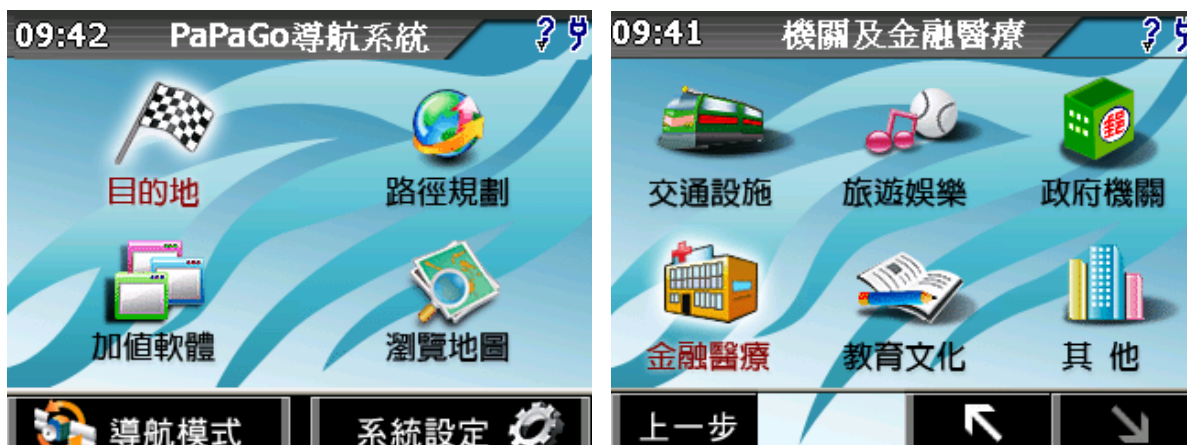 09:42 PaPaGo導航系統
目的地 路徑規劃
加值軟體 瀏覽地圖
導航模式 系統設定
09:41 機關及金融醫療
交通設施 旅遊娛樂 郵 政府機關
金融醫療 教育文化 其 他
上一步